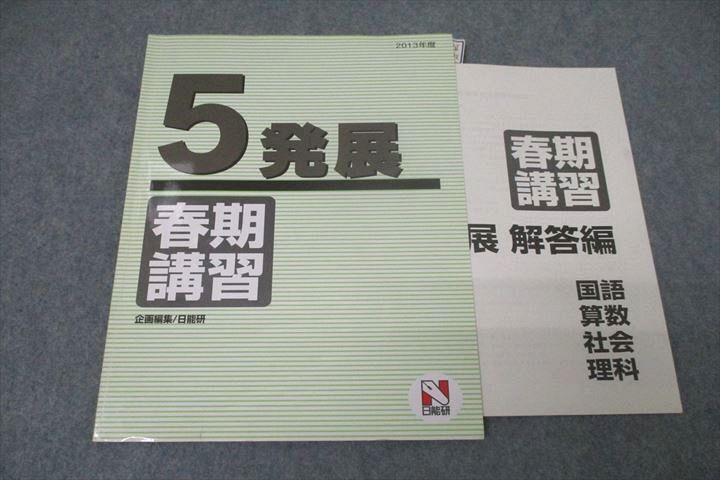 2013年度
5発展
春期
講習
企画編集/日能研
日能研
春期
講習
展 解答編
国語
算数
社会
理科